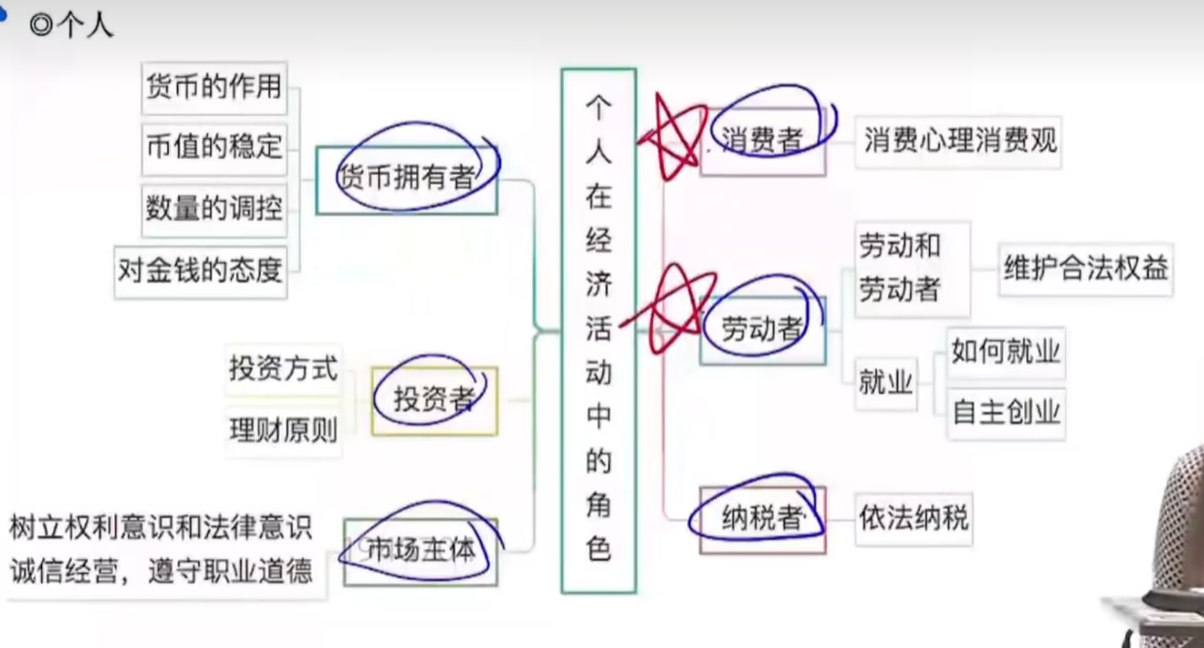 ◎个人
货币的作用
币值的稳定
数量的调控
对金钱的态度
货币拥有者
投资方式
理财原则
投资者
树立权利意识和法律意识
诚信经营，遵守职业道德
市场主体
个人在经济活动中的角色
消费者
消费心理消费观
劳动者
劳动和
劳动者
维护合法权益
就业
如何就业
自主创业
纳税者
依法纳税